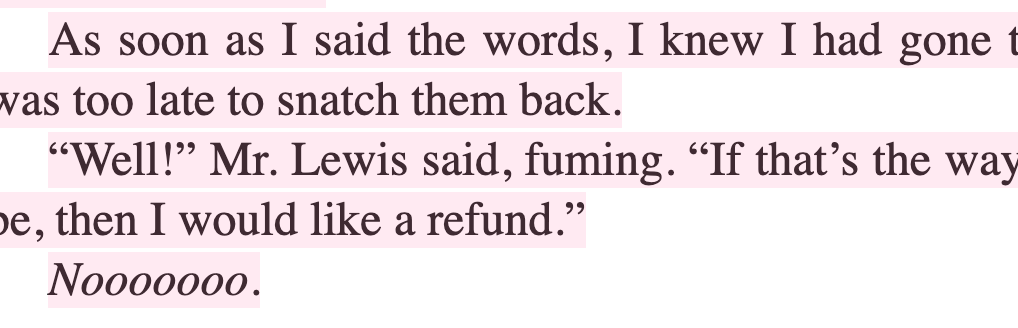 As soon as I said the words, I knew I had gone t
was too late to snatch them back.
“Well!” Mr. Lewis said, fuming. “If that’s the way
be, then I would like a refund.”
Nooooooo.